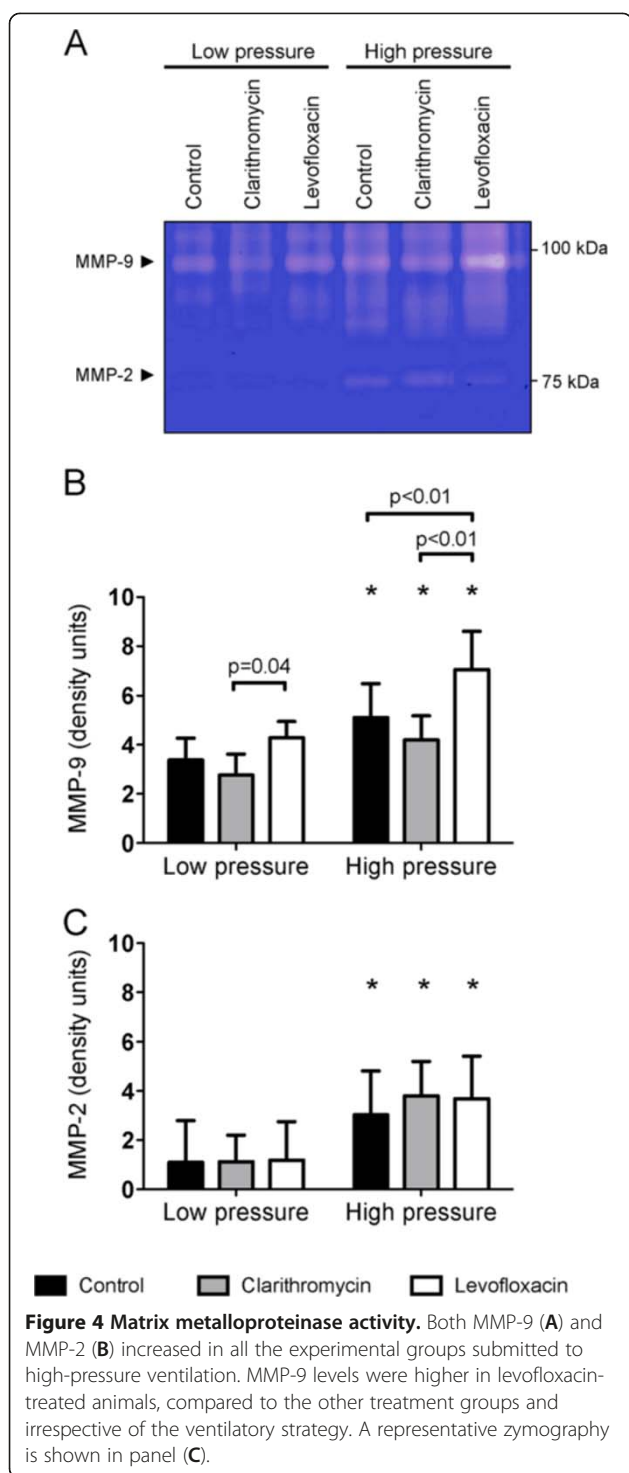 A
Low pressure High pressure
Control Clarithromycin Levofloxacin Control Clarithromycin Levofloxacin
MMP-9 ► 100 kDa
MMP-2 ► 75 kDa
B
p<0.01
p<0.01
* * *
p=0.04
MMP-9 (density units)
10
8
6
4
2
0
Low pressure High pressure
C
* * *
MMP-2 (density units)
10
8
6
4
2
0
Low pressure High pressure
Control Clarithromycin Levofloxacin
Figure 4 Matrix metalloproteinase activity. Both MMP-9 (A) and
MMP-2 (B) increased in all the experimental groups submitted to
high-pressure ventilation. MMP-9 levels were higher in levofloxacin-
treated animals, compared to the other treatment groups and
irrespective of the ventilatory strategy. A representative zymography
is shown in panel (C).